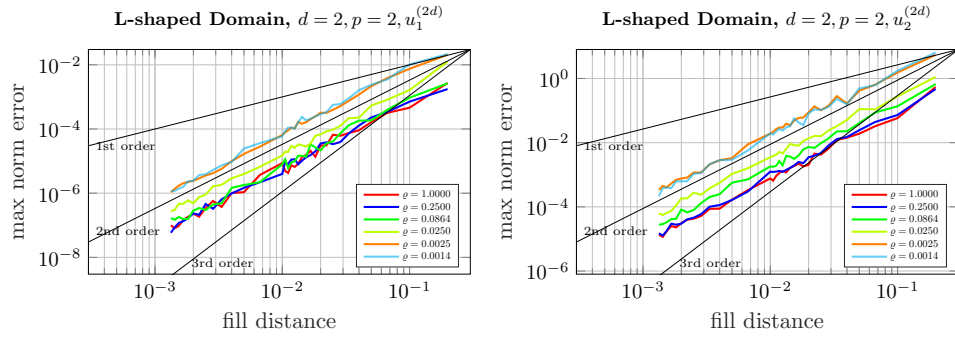 L-shaped Domain, d = 2, p = 2, u₁^(2d)
max norm error
10⁻²
10⁻⁴
10⁻⁶
10⁻⁸
1st order
2nd order
3rd order
ϱ = 1.0000
ϱ = 0.2500
ϱ = 0.0864
ϱ = 0.0250
ϱ = 0.0025
ϱ = 0.0014
10⁻³
10⁻²
10⁻¹
fill distance
L-shaped Domain, d = 2, p = 2, u₂^(2d)
max norm error
10⁰
10⁻²
10⁻⁴
10⁻⁶
1st order
2nd order
3rd order
ϱ = 1.0000
ϱ = 0.2500
ϱ = 0.0864
ϱ = 0.0250
ϱ = 0.0025
ϱ = 0.0014
10⁻³
10⁻²
10⁻¹
fill distance